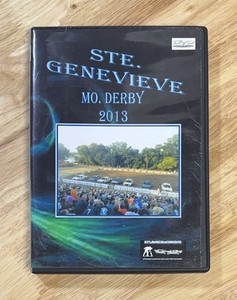 STE.
GENEVIEVE
MO. DERBY
2013